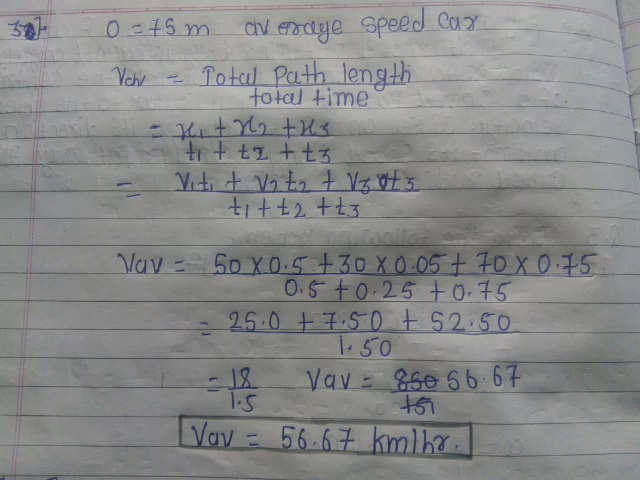 O = 75 m average speed car
Vav = Total Path length / total time
= x1 + x2 + x3 / t1 + t2 + t3
= V1t1 + V2t2 + V3t3 / t1 + t2 + t3
Vav = 50 x 0.5 + 30 x 0.05 + 70 x 0.75 / 0.5 + 0.25 + 0.75
= 25.0 + 7.50 + 52.50 / 1.50
= 18 / 1.5 Vav = 56.67
Vav = 56.67 km/hr.